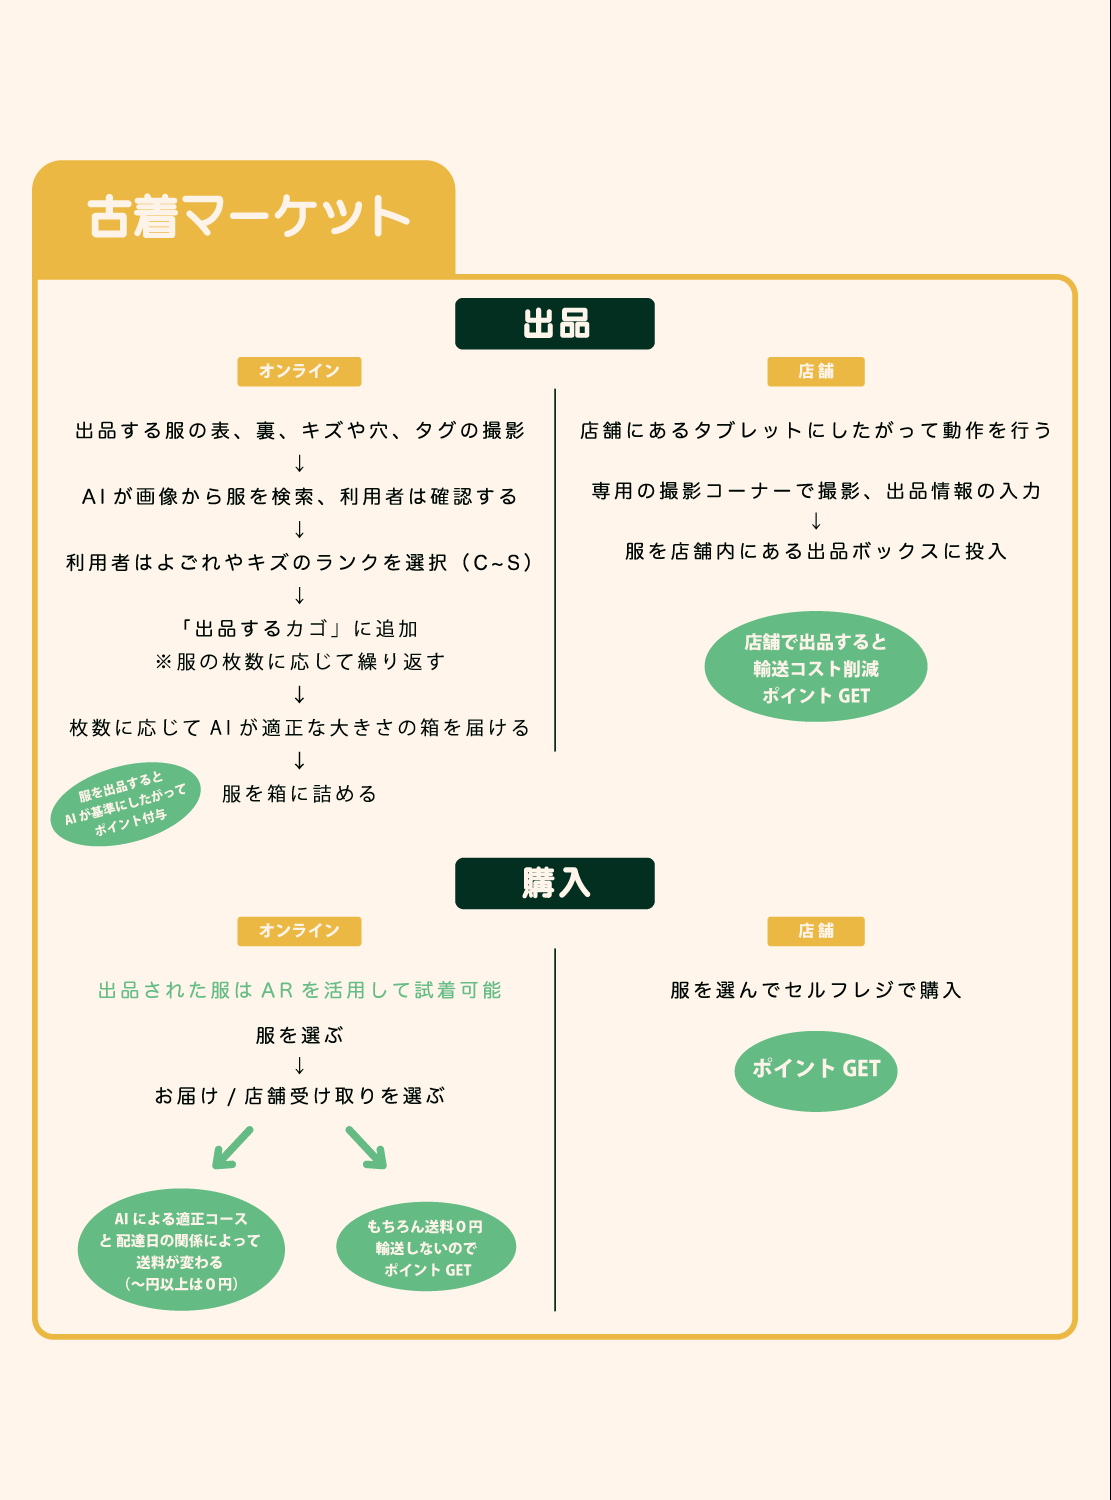 古着マーケット
出品
オンライン
出品する服の表、裏、キズや穴、タグの撮影
↓
AIが画像から服を検索、利用者は確認する
↓
利用者はよごれやキズのランクを選択（C~S）
↓
「出品するカゴ」に追加
※服の枚数に応じて繰り返す
↓
枚数に応じて AI が適正な大きさの箱を届ける
↓
服を箱に詰める
服を出品すると
AI が基準にしたがって
ポイント付与
店舗
店舗にあるタブレットにしたがって動作を行う
専用の撮影コーナーで撮影、出品情報の入力
↓
服を店舗内にある出品ボックスに投入
店舗で出品すると
輸送コスト削減
ポイント GET
購入
オンライン
出品された服は AR を活用して試着可能
服を選ぶ
↓
お届け / 店舗受け取りを選ぶ
AI による適正コース
と 配達日の関係によって
送料が変わる
（～円以上は０円）
もちろん送料０円
輸送しないので
ポイント GET
店舗
服を選んでセルフレジで購入
ポイント GET